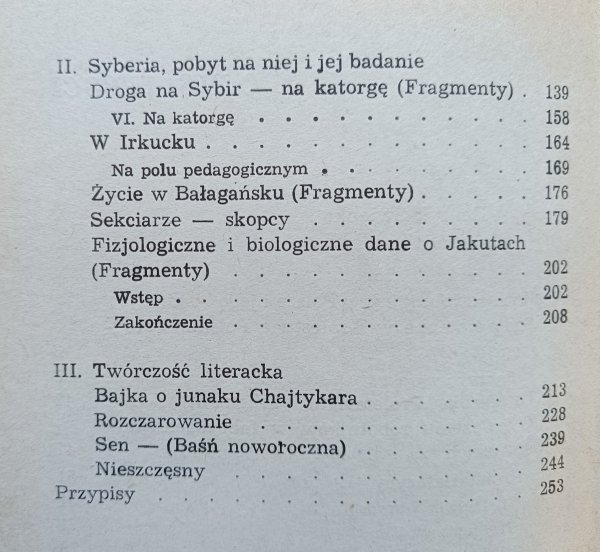 II. Syberia, pobyt na niej i jej badanie
Droga na Sybir — na katorgę (Fragmenty) . 139
VI. Na katorgę . . . . . . . . . . 158
W Irkucku . . . . . . . . . . . . 164
Na polu pedagogicznym . . . . . . . . 169
Życie w Bałagańsku (Fragmenty) . . . . . 176
Sekciarze — skopcy . . . . . . . . 179
Fizjologiczne i biologiczne dane o Jakutach
(Fragmenty) . . . . . . . . . . . 202
Wstęp . . . . . . . . . . . . . 202
Zakończenie . . . . . . . . . . . 208
III. Twórczość literacka
Bajka o junaku Chajtykara . . . . . . 213
Rozczarowanie . . . . . . . . . . 228
Sen — (Baśń noworoczna) . . . . . . 239
Nieszczęsny . . . . . . . . . . . 244
Przypisy . . . . . . . . . . . . 253